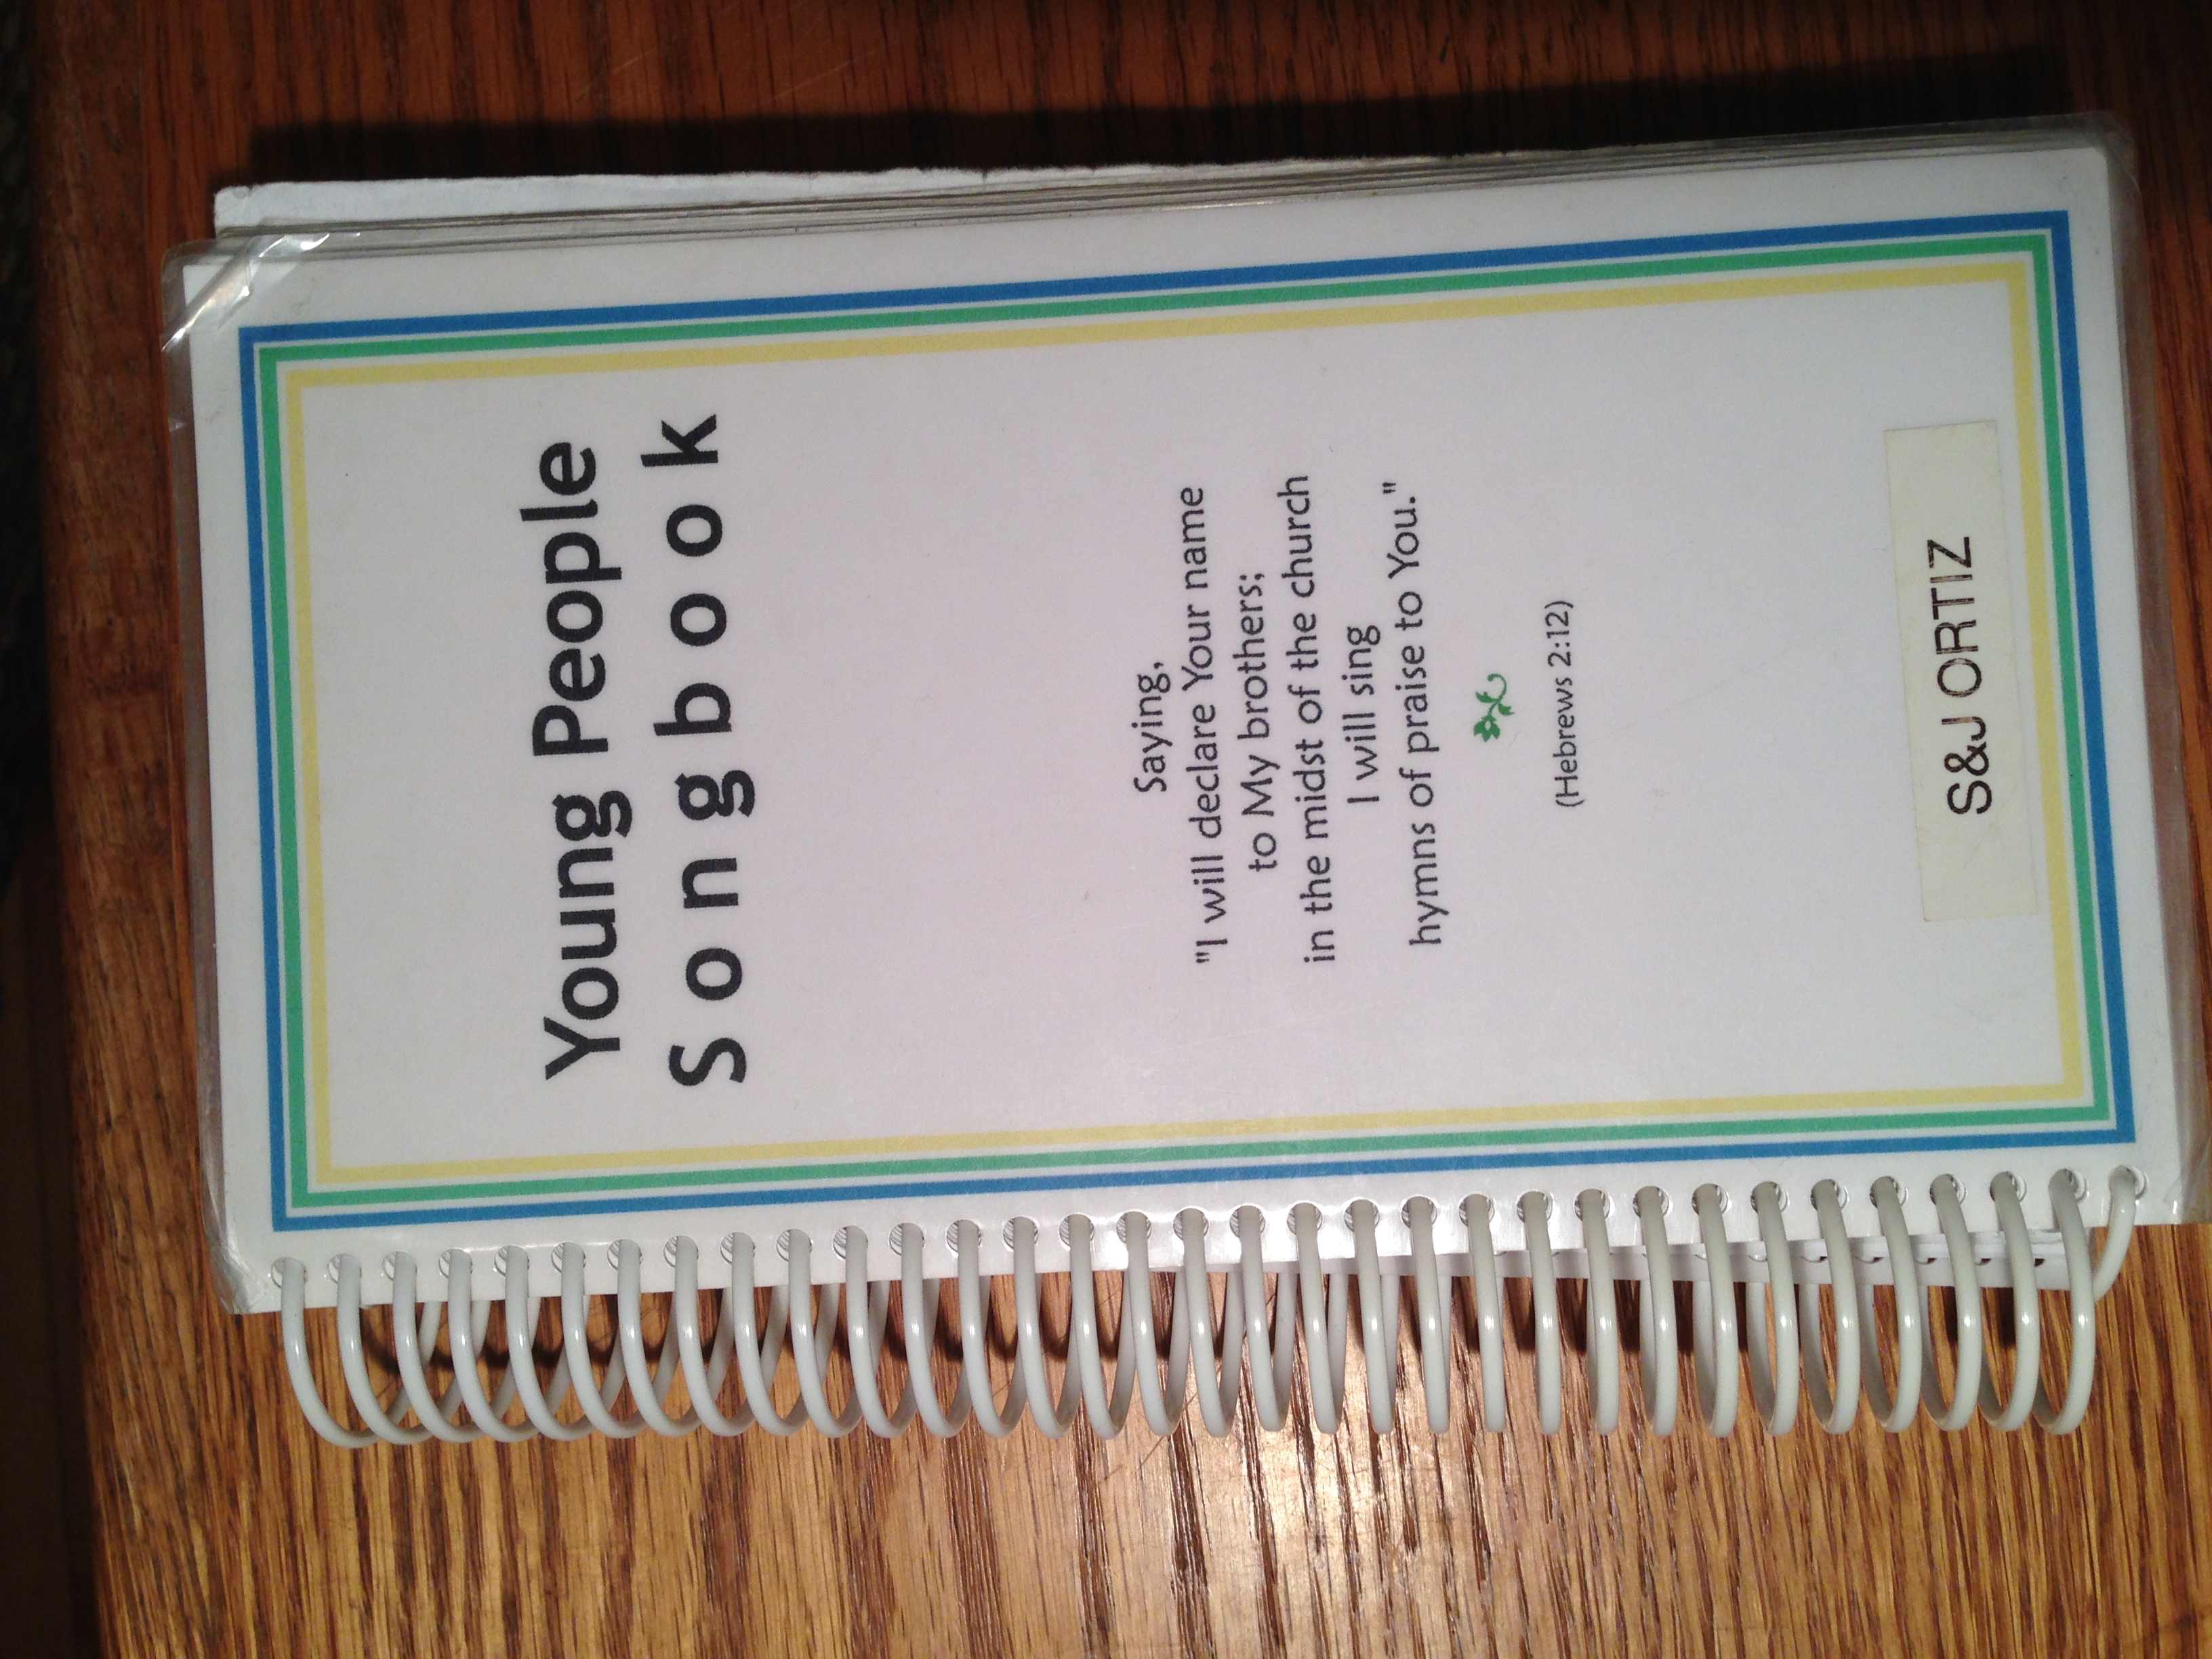 Young People
Songbook
Saying,
"I will declare Your name
to My brothers;
in the midst of the church
I will sing
hymns of praise to You."
(Hebrews 2:12)
S&J ORTIZ